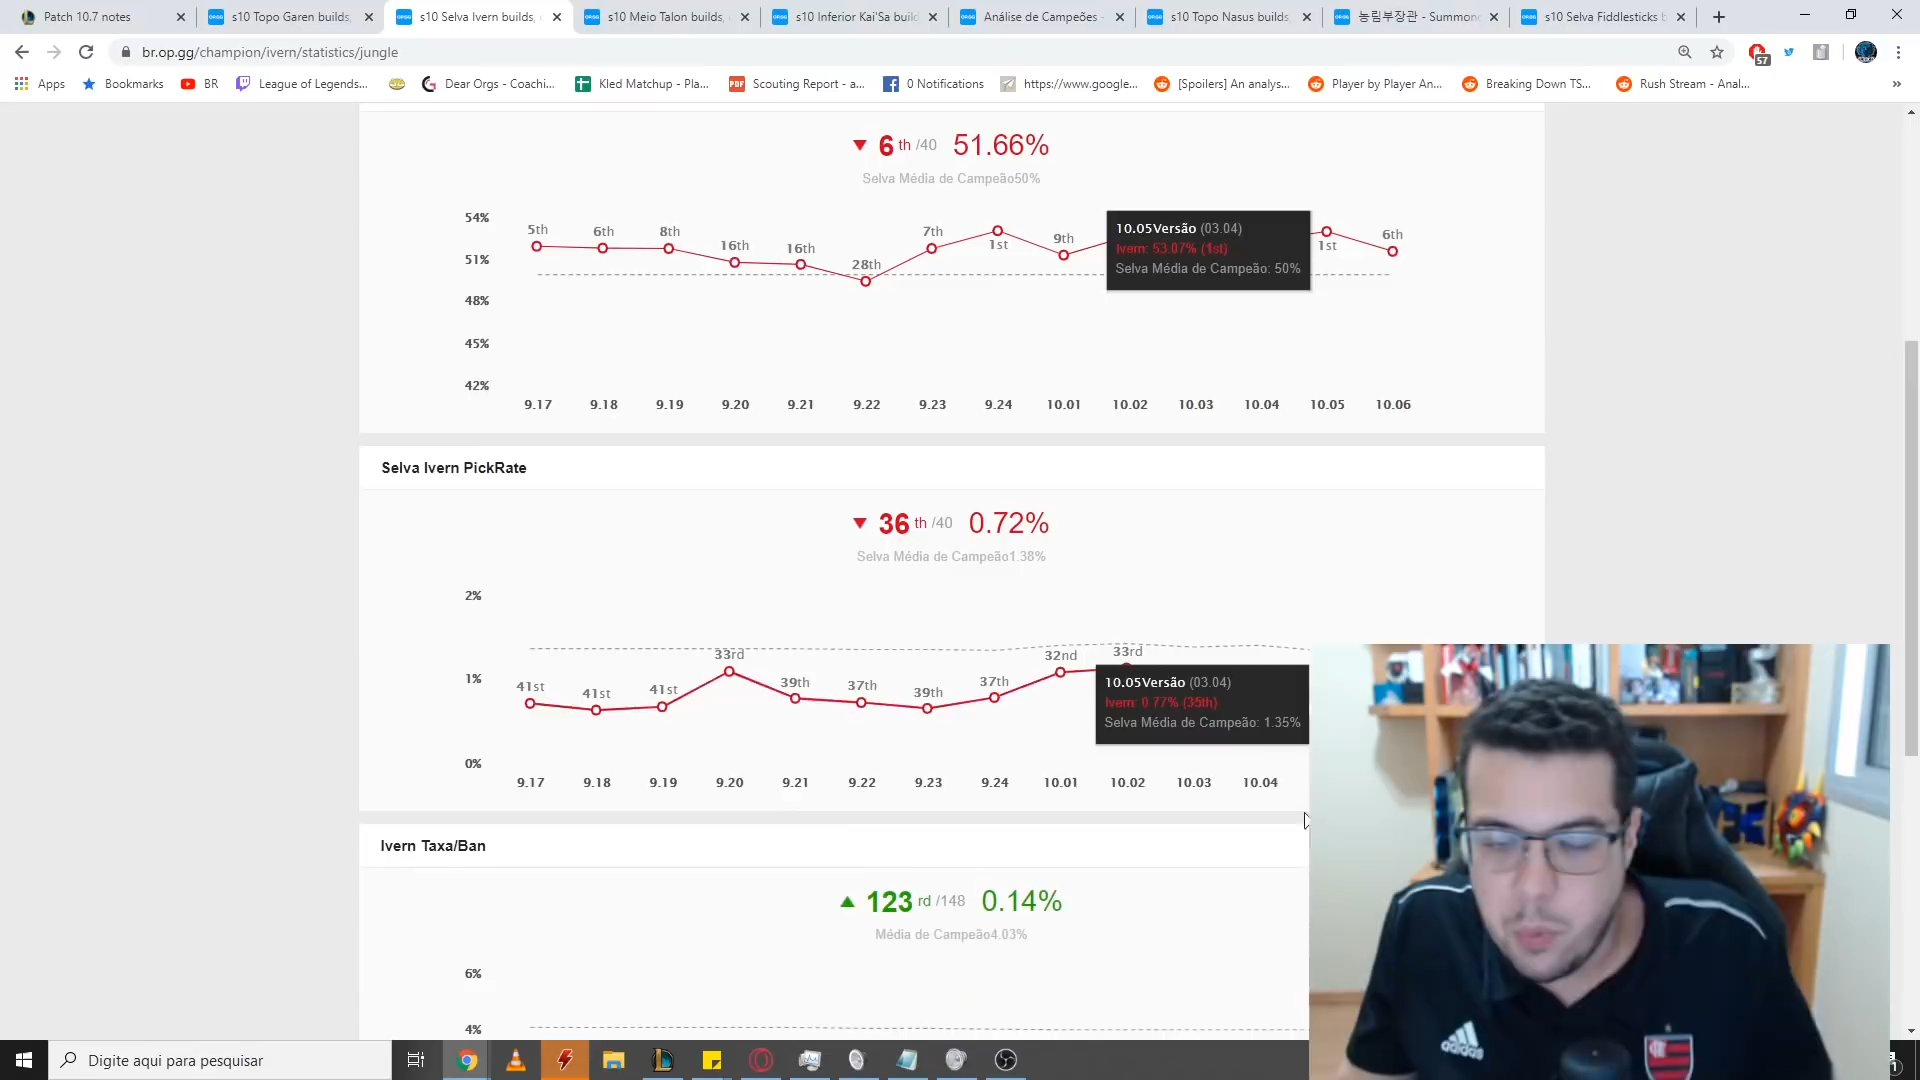 Patch 10.7 notes
s10 Topo Garen builds,
s10 Selva Ivern builds,
s10 Meio Talon builds,
s10 Inferior Kai'Sa build
Análise de Campeões -
s10 Topo Nasus builds,
농림부장관 - Summone
s10 Selva Fiddlesticks b
br.op.gg/champion/ivern/statistics/jungle
57
Apps
Bookmarks
BR
League of Legends...
Dear Orgs - Coachi...
Kled Matchup - Pla...
Scouting Report - a...
0 Notifications
https://www.google...
[Spoilers] An analys...
Player by Player An...
Breaking Down TS...
Rush Stream - Anal...
6 th /40 51.66%
Selva Média de Campeão50%
54%
51%
48%
45%
42%
5th 6th 8th 16th 16th 28th 7th 1st 9th 1st 6th
10.05Versão (03.04)
Ivern: 53.07% (1st)
Selva Média de Campeão: 50%
9.17 9.18 9.19 9.20 9.21 9.22 9.23 9.24 10.01 10.02 10.03 10.04 10.05 10.06
Selva Ivern PickRate
36 th /40 0.72%
Selva Média de Campeão1.38%
2%
1%
0%
41st 41st 41st 33rd 39th 37th 39th 37th 32nd 33rd
10.05Versão (03.04)
Ivern: 0.77% (35th)
Selva Média de Campeão: 1.35%
9.17 9.18 9.19 9.20 9.21 9.22 9.23 9.24 10.01 10.02 10.03 10.04
Ivern Taxa/Ban
123 rd /148 0.14%
Média de Campeão4.03%
6%
4%
adidas
Digite aqui para pesquisar